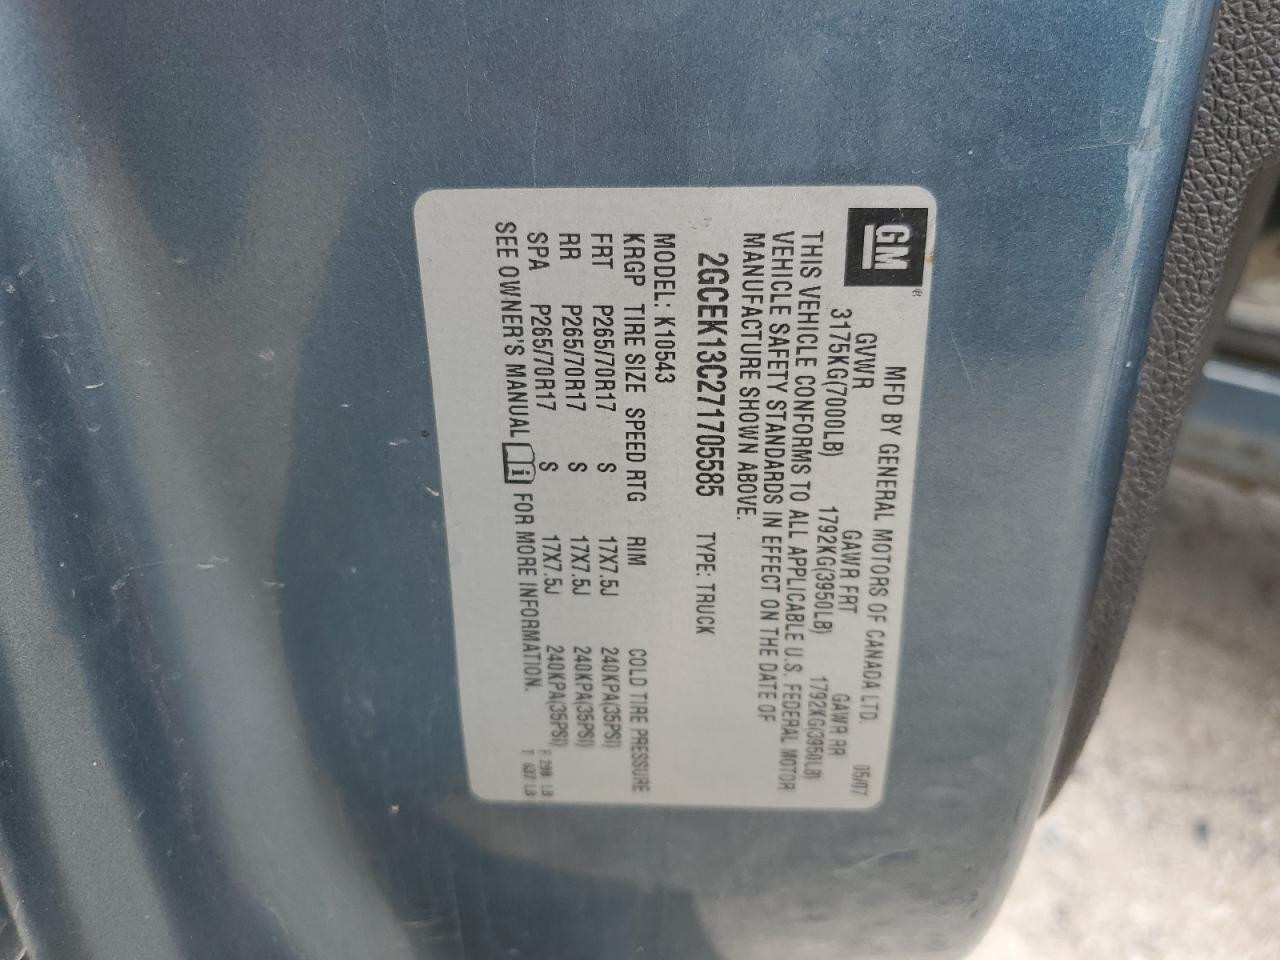 GM
MFD BY GENERAL MOTORS OF CANADA LTD. 05/07
GVWR GAWR FRT GAWR RR
3175KG(7000LB) 1792KG(3950LB) 1792KG(3950LB)
THIS VEHICLE CONFORMS TO ALL APPLICABLE U.S. FEDERAL MOTOR
VEHICLE SAFETY STANDARDS IN EFFECT ON THE DATE OF
MANUFACTURE SHOWN ABOVE.
2GCEK13C271705585 TYPE: TRUCK
MODEL: K10543
KRGP TIRE SIZE SPEED RTG RIM COLD TIRE PRESSURE
FRT P265/70R17 S 17X7.5J 240KPA(35PSI)
RR P265/70R17 S 17X7.5J 240KPA(35PSI)
SPA P265/70R17 S 17X7.5J 240KPA(35PSI) F 298 LB
SEE OWNER'S MANUAL i FOR MORE INFORMATION. T LB